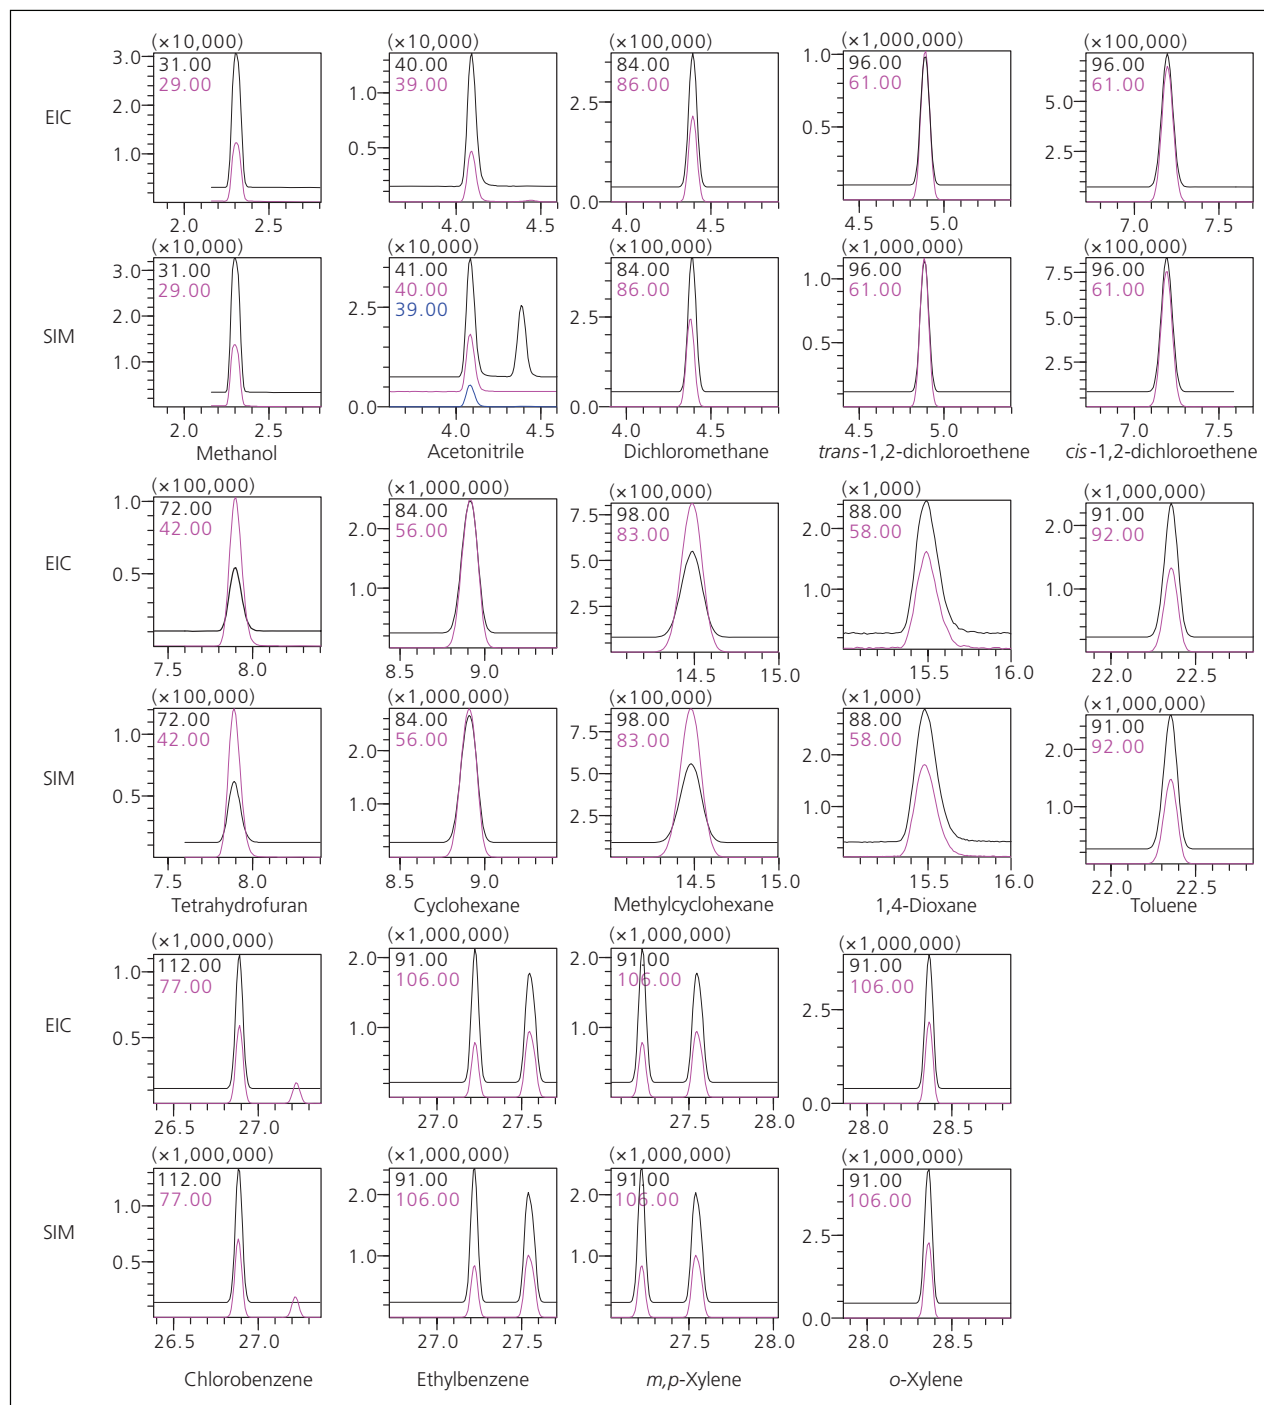 (×10,000) (×10,000) (×100,000) (×1,000,000) (×100,000)
EIC
3.0 2.0 1.0 31.00 29.00 2.0 2.5
1.0 0.5 40.00 39.00 4.0 4.5
2.5 0.0 84.00 86.00 4.0 4.5
1.0 0.5 96.00 61.00 4.5 5.0
5.0 2.5 96.00 61.00 7.0 7.5
(×10,000) (×10,000) (×100,000) (×1,000,000) (×100,000)
SIM
3.0 2.0 1.0 31.00 29.00 2.0 2.5
2.5 0.0 41.00 40.00 39.00 4.0 4.5
2.5 0.0 84.00 86.00 4.0 4.5
1.0 0.5 96.00 61.00 4.5 5.0
7.5 5.0 2.5 96.00 61.00 7.0 7.5
Methanol Acetonitrile Dichloromethane trans-1,2-dichloroethene cis-1,2-dichloroethene
(×100,000) (×1,000,000) (×100,000) (×1,000) (×1,000,000)
EIC
1.0 0.5 72.00 42.00 7.5 8.0
2.0 1.0 84.00 56.00 8.5 9.0
7.5 5.0 2.5 98.00 83.00 14.5 15.0
2.0 1.0 88.00 58.00 15.5 16.0
2.0 1.0 91.00 92.00 22.0 22.5
(×100,000) (×1,000,000) (×100,000) (×1,000) (×1,000,000)
SIM
1.0 0.5 72.00 42.00 7.5 8.0
2.0 1.0 84.00 56.00 8.5 9.0
7.5 5.0 2.5 98.00 83.00 14.5 15.0
2.0 1.0 88.00 58.00 15.5 16.0
2.0 1.0 91.00 92.00 22.0 22.5
Tetrahydrofuran Cyclohexane Methylcyclohexane 1,4-Dioxane Toluene
(×1,000,000) (×1,000,000) (×1,000,000) (×1,000,000)
EIC
1.0 0.5 112.00 77.00 26.5 27.0
2.0 1.0 91.00 106.00 27.0 27.5
2.0 1.0 91.00 106.00 27.5 28.0
2.5 0.0 91.00 106.00 28.0 28.5
(×1,000,000) (×1,000,000) (×1,000,000) (×1,000,000)
SIM
1.0 0.5 112.00 77.00 26.5 27.0
2.0 1.0 91.00 106.00 27.0 27.5
2.0 1.0 91.00 106.00 27.5 28.0
2.5 0.0 91.00 106.00 28.0 28.5
Chlorobenzene Ethylbenzene m,p-Xylene o-Xylene